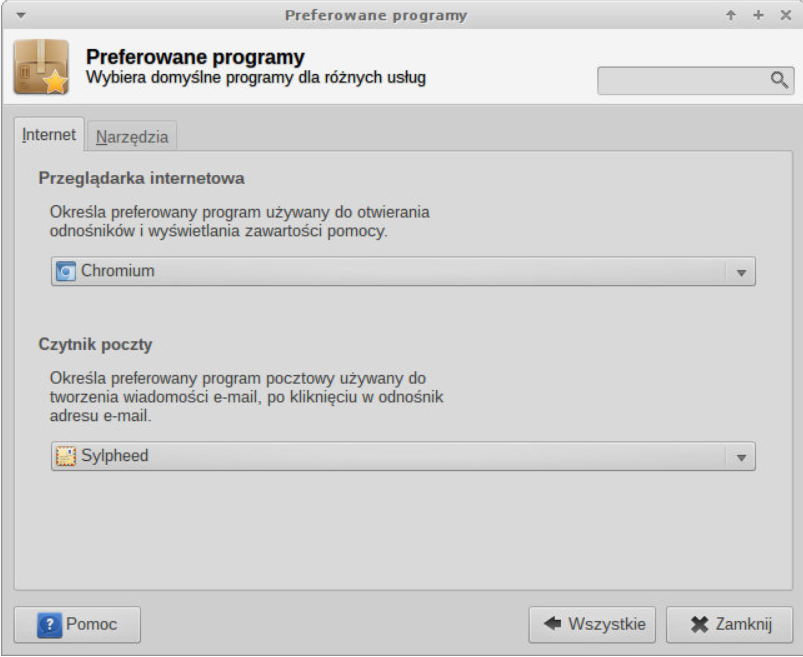 Preferowane programy
Preferowane programy
Wybiera domyślne programy dla różnych usług
Internet
Narzędzia
Przeglądarka internetowa
Określa preferowany program używany do otwierania
odnośników i wyświetlania zawartości pomocy.
Chromium
Czytnik poczty
Określa preferowany program pocztowy używany do
tworzenia wiadomości e-mail, po kliknięciu w odnośnik
adresu e-mail.
Sylpheed
Pomoc
Wszystkie
Zamknij